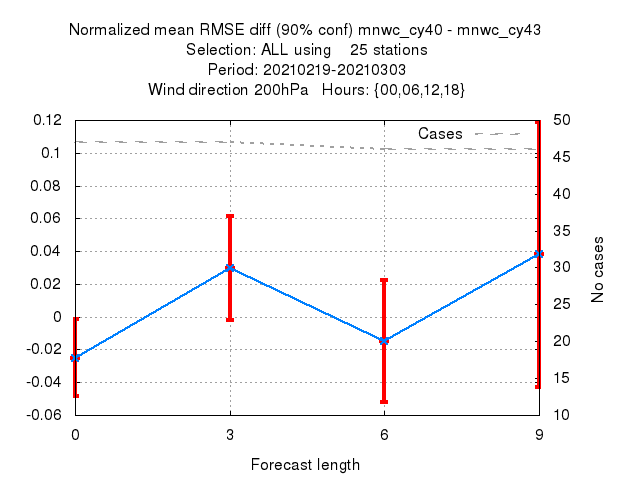 Normalized mean RMSE diff (90% conf) mnwc_cy40 - mnwc_cy43
Selection: ALL using    25 stations
Period: 20210219-20210303
Wind direction 200hPa   Hours: {00,06,12,18}
Cases
0.12
0.1
0.08
0.06
0.04
0.02
0
-0.02
-0.04
-0.06
50
45
40
35
30
25
20
15
10
No cases
0 3 6 9
Forecast length